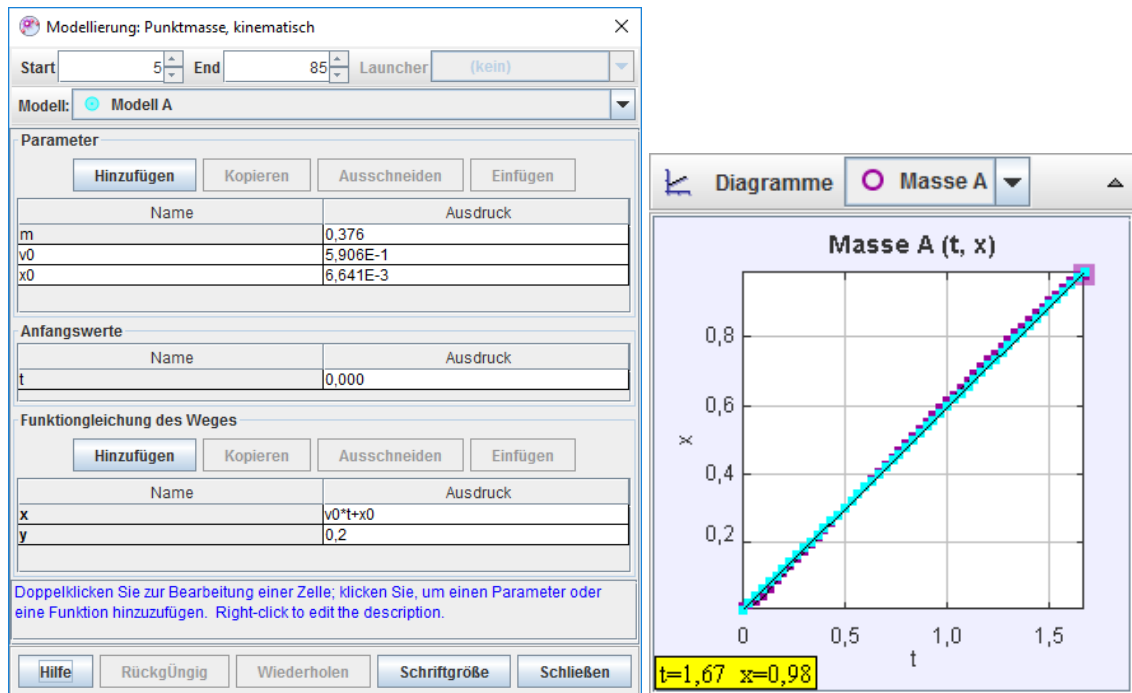 Modellierung: Punktmasse, kinematisch
Start 5 End 85 Launcher (kein)
Modell: Modell A
Parameter
Hinzufügen Kopieren Ausschneiden Einfügen
Name Ausdruck
m 0,376
v0 5,906E-1
x0 6,641E-3
Anfangswerte
Name Ausdruck
t 0,000
Funktiongleichung des Weges
Hinzufügen Kopieren Ausschneiden Einfügen
Name Ausdruck
x v0*t+x0
y 0,2
Doppelklicken Sie zur Bearbeitung einer Zelle; klicken Sie, um einen Parameter oder
eine Funktion hinzuzufügen. Right-click to edit the description.
Hilfe RückgÜngig Wiederholen Schriftgröße Schließen
Diagramme Masse A
Masse A (t, x)
x
0,8
0,6
0,4
0,2
0 0,5 1,0 1,5
t
t=1,67 x=0,98